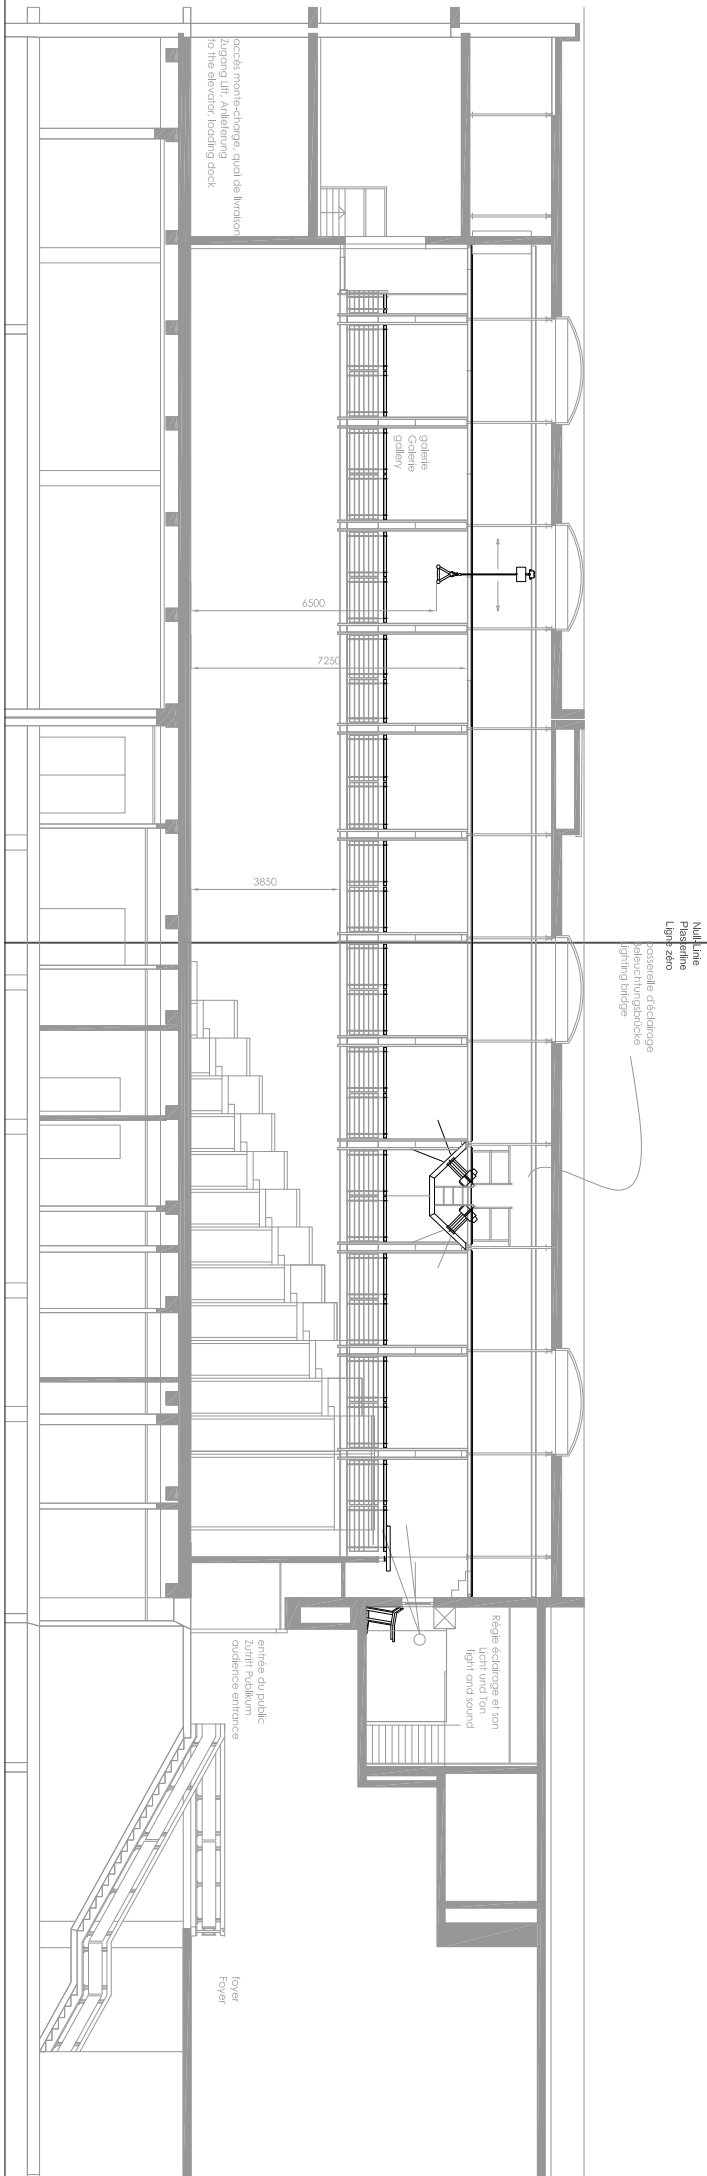 accès monte-charge, quai de livraison
Zugang Lift, Anlieferung
to the elevator, loading dock
galerie
Galerie
gallery
6500
7250
3850
Null-Linie
Plasterline
Ligne zéro
passerelle d'éclairage
Beleuchtungsbrücke
lighting bridge
Régie éclairage et son
Licht und Ton
light and sound
entrée du public
Zutritt Publikum
audience entrance
foyer
Foyer